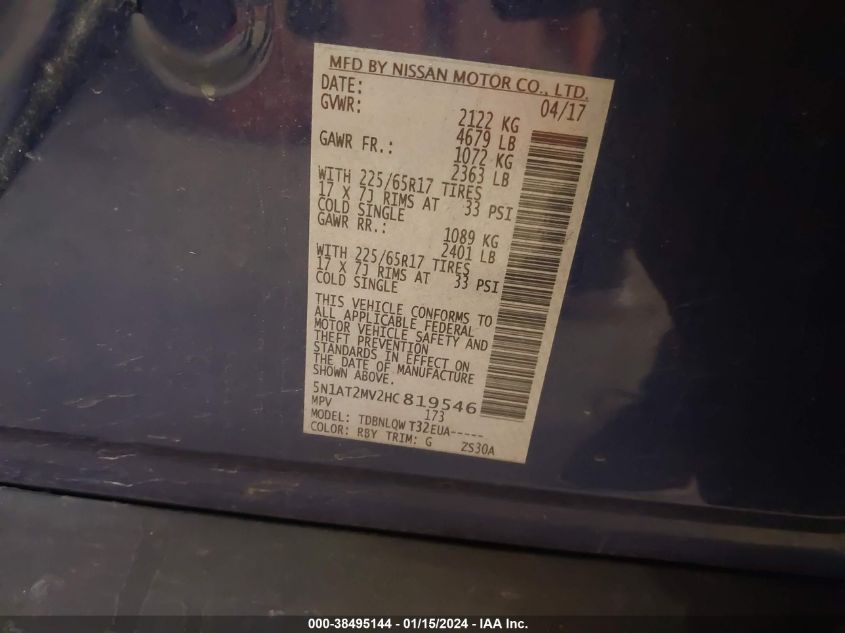 MFD BY NISSAN MOTOR CO., LTD.
DATE: 04/17
GVWR: 2122 KG
4679 LB
GAWR FR.: 1072 KG
2363 LB
WITH 225/65R17 TIRES
17 X 7J RIMS AT 33 PSI
COLD SINGLE
GAWR RR.: 1089 KG
2401 LB
WITH 225/65R17 TIRES
17 X 7J RIMS AT 33 PSI
COLD SINGLE
THIS VEHICLE CONFORMS TO
ALL APPLICABLE FEDERAL
MOTOR VEHICLE SAFETY AND
THEFT PREVENTION
STANDARDS IN EFFECT ON
THE DATE OF MANUFACTURE
SHOWN ABOVE.
5N1AT2MV2HC819546
MPV 173
MODEL: TDBNLQW T32EUA-----
COLOR: RBY TRIM: G ZS30A
000-38495144 - 01/15/2024 - IAA Inc.